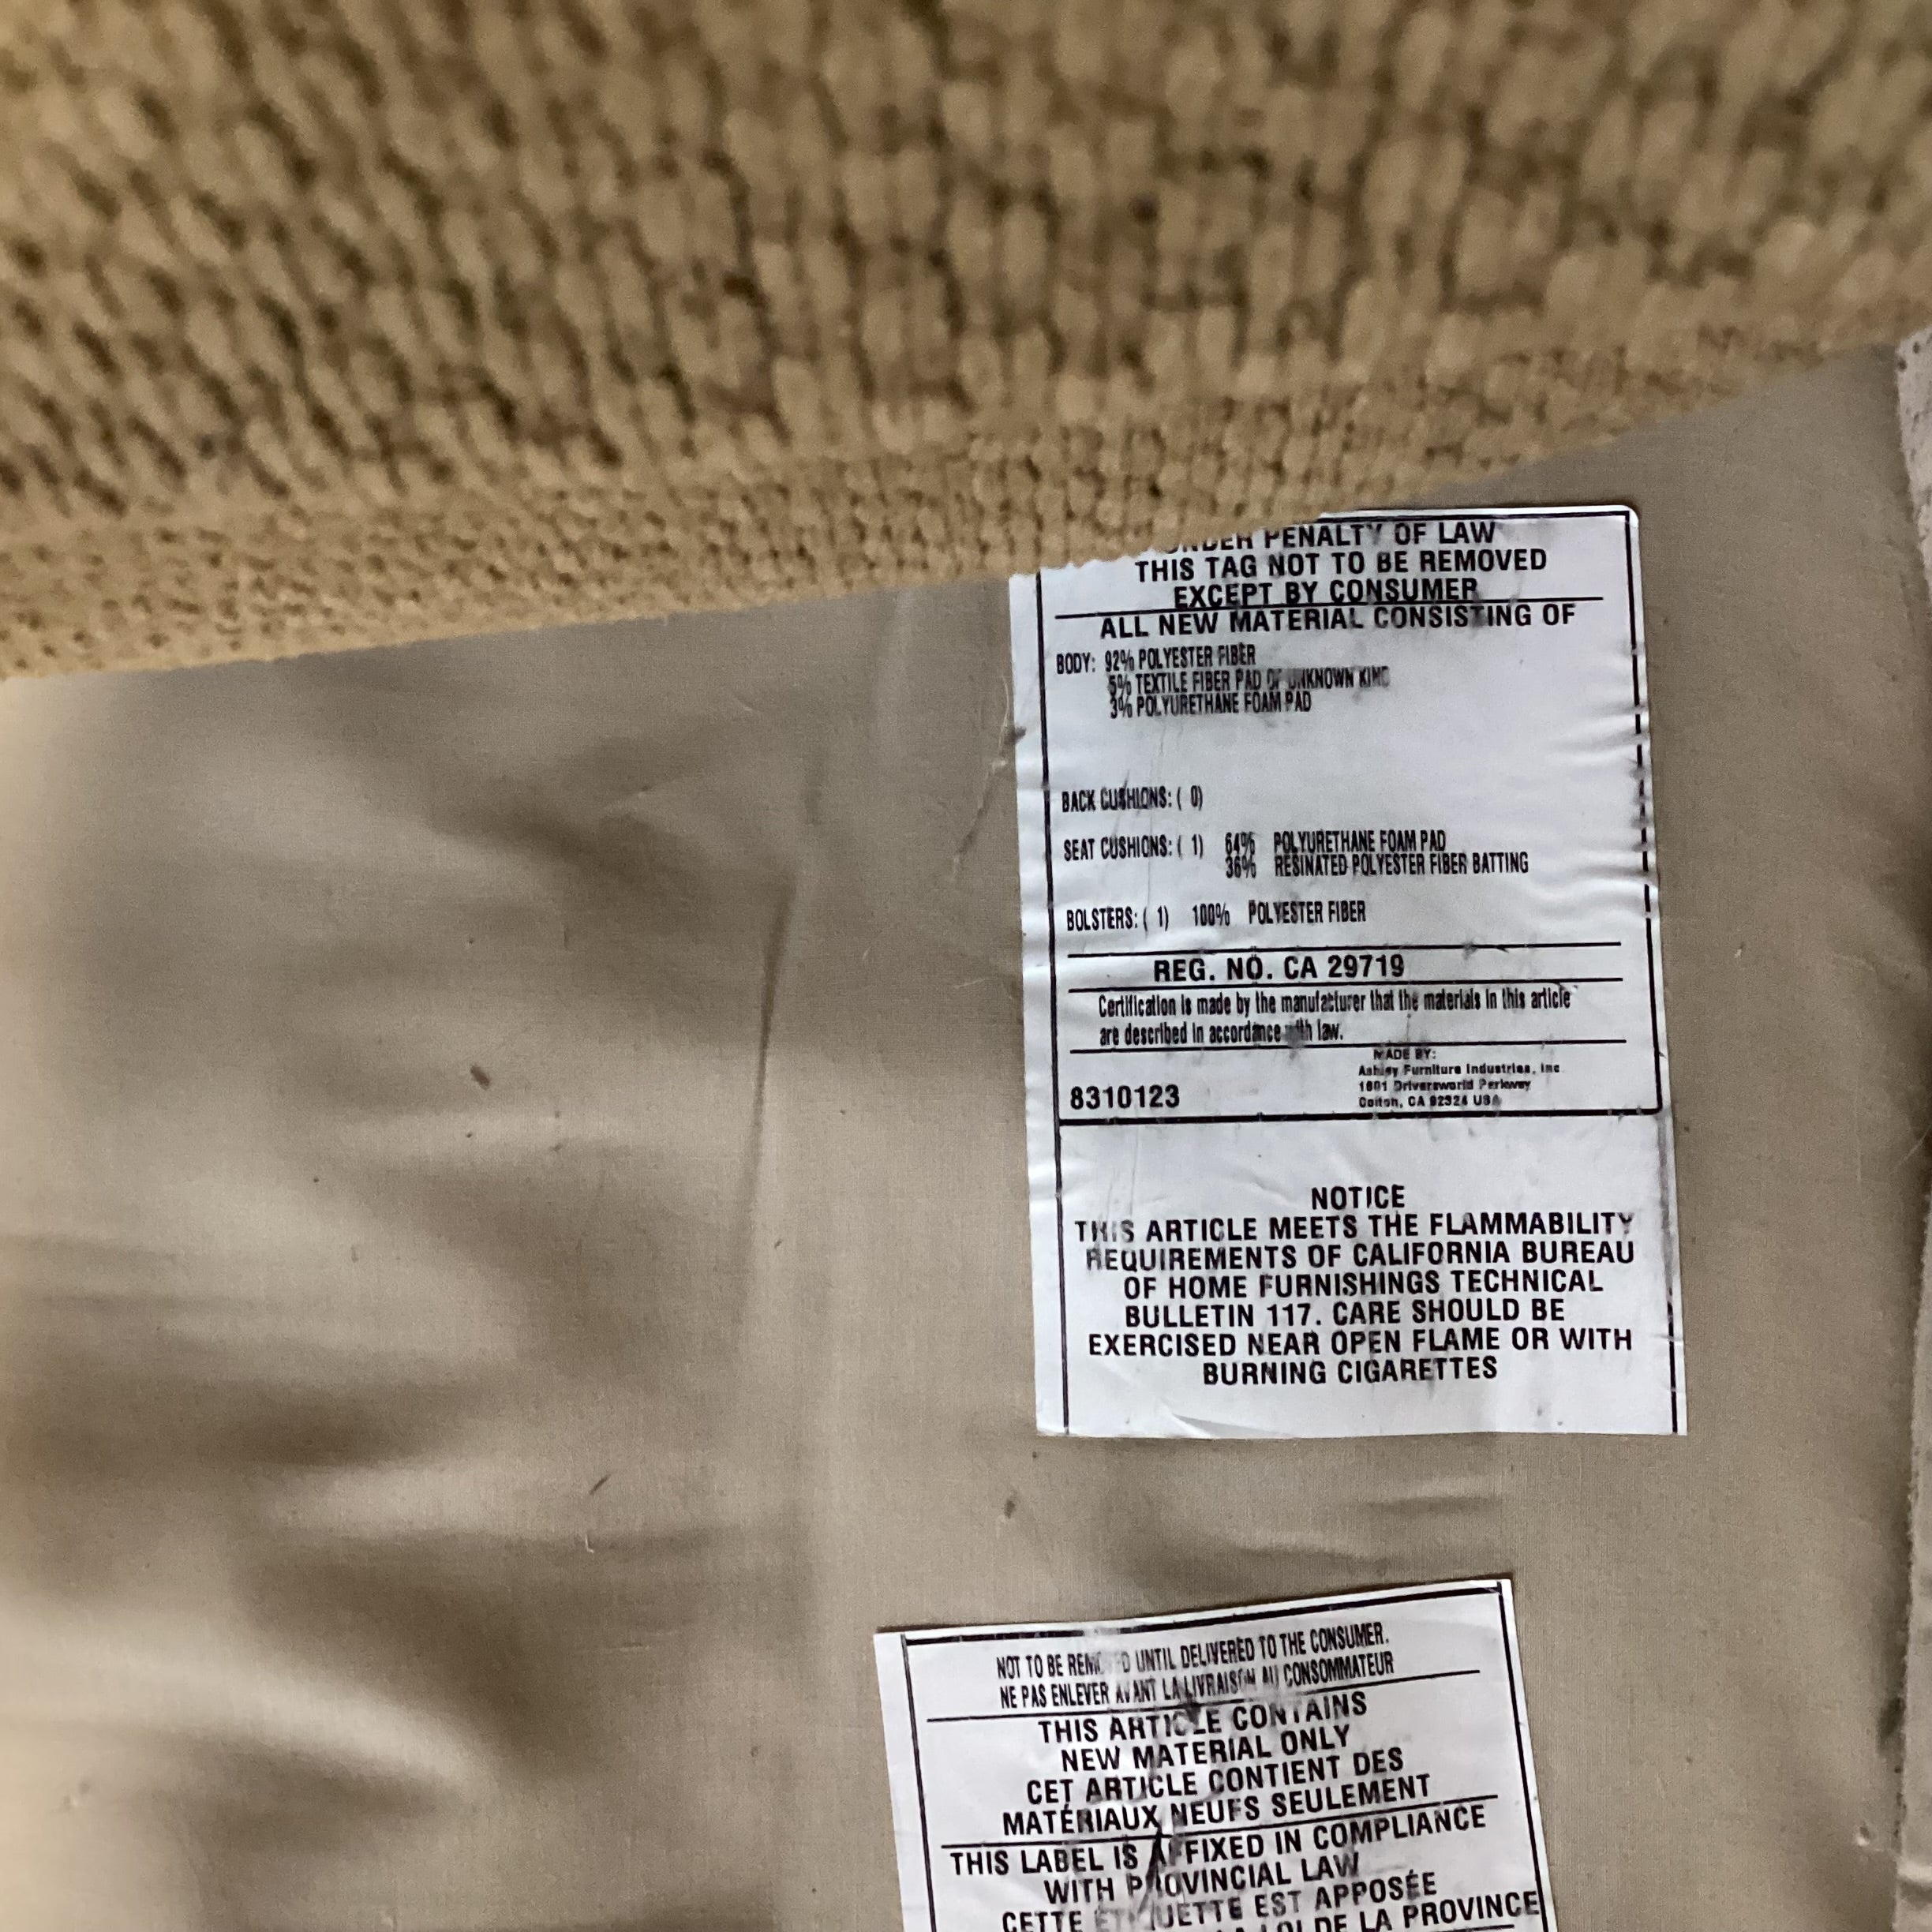 UNDER PENALTY OF LAW
THIS TAG NOT TO BE REMOVED
EXCEPT BY CONSUMER
ALL NEW MATERIAL CONSISTING OF
BODY: 92% POLYESTER FIBER
5% TEXTILE FIBER PAD OF UNKNOWN KIND
3% POLYURETHANE FOAM PAD
BACK CUSHIONS: ( 0)
SEAT CUSHIONS: ( 1) 64% POLYURETHANE FOAM PAD
36% RESINATED POLYESTER FIBER BATTING
BOLSTERS: ( 1) 100% POLYESTER FIBER
REG. NO. CA 29719
Certification is made by the manufacturer that the materials in this article
are described in accordance with law.
MADE BY:
Ashley Furniture Industries, Inc
1601 Driversworld Parkway
Colton, CA 92324 USA
8310123
NOTICE
THIS ARTICLE MEETS THE FLAMMABILITY
REQUIREMENTS OF CALIFORNIA BUREAU
OF HOME FURNISHINGS TECHNICAL
BULLETIN 117. CARE SHOULD BE
EXERCISED NEAR OPEN FLAME OR WITH
BURNING CIGARETTES
NOT TO BE REMOVED UNTIL DELIVERED TO THE CONSUMER.
NE PAS ENLEVER AVANT LA LIVRAISON AU CONSOMMATEUR
THIS ARTICLE CONTAINS
NEW MATERIAL ONLY
CET ARTICLE CONTIENT DES
MATÉRIAUX NEUFS SEULEMENT
THIS LABEL IS AFFIXED IN COMPLIANCE
WITH PROVINCIAL LAW
CETTE ÉTIQUETTE EST APPOSÉE
LOI DE LA PROVINCE